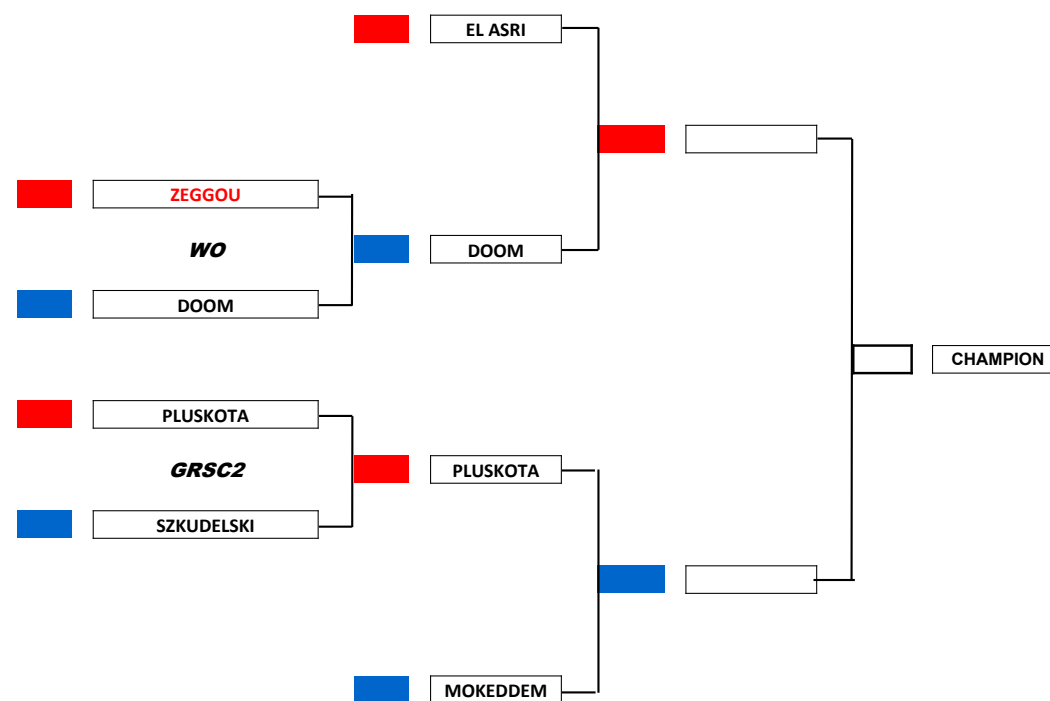 EL ASRI
ZEGGOU
WO
DOOM
DOOM
CHAMPION
PLUSKOTA
GRSC2
PLUSKOTA
SZKUDELSKI
MOKEDDEM